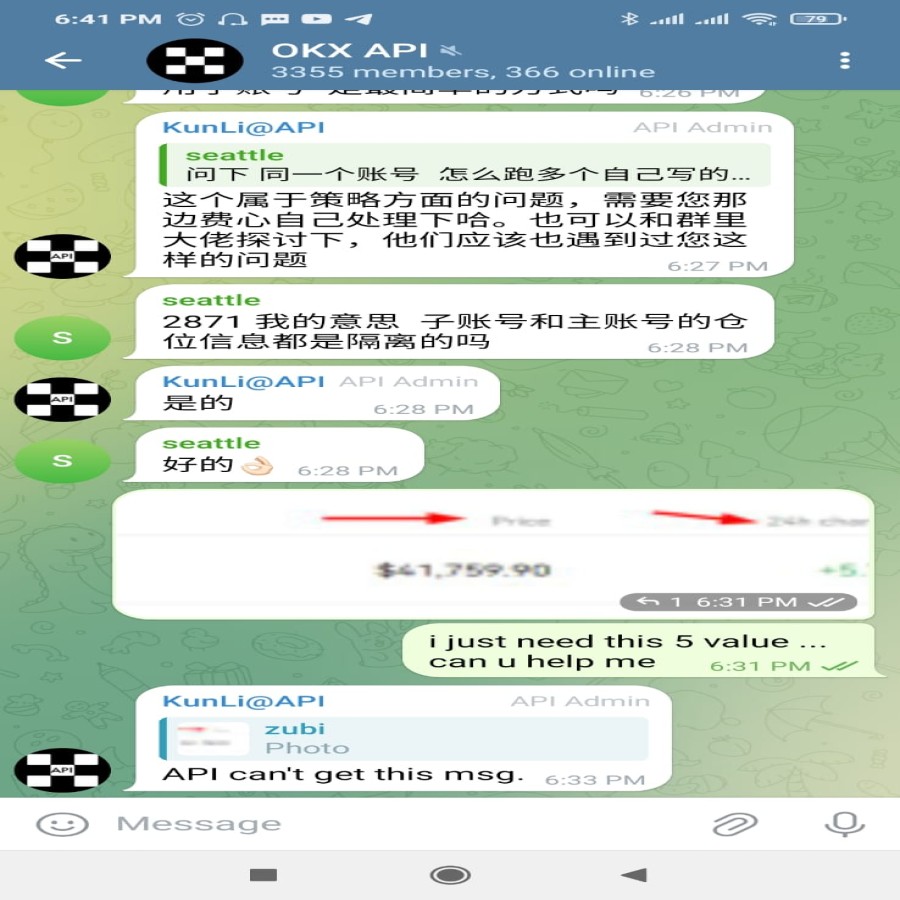 6:41 PM
79
OKX API
3355 members, 366 online
6:26 PM
KunLi@API API Admin
seattle
问下 同一个账号 怎么跑多个自己写的...
这个属于策略方面的问题，需要您那
边费心自己处理下哈。也可以和群里
大佬探讨下，他们应该也遇到过您这
样的问题
6:27 PM
API
seattle
2871 我的意思 子账号和主账号的仓
位信息都是隔离的吗
6:28 PM
S
KunLi@API API Admin
是的
6:28 PM
API
seattle
好的👌🏻
6:28 PM
S
Price 24h chan
$41,759.90 +5.
1 6:31 PM
i just need this 5 value ...
can u help me
6:31 PM
KunLi@API API Admin
zubi
Photo
API can't get this msg.
6:33 PM
API
Message